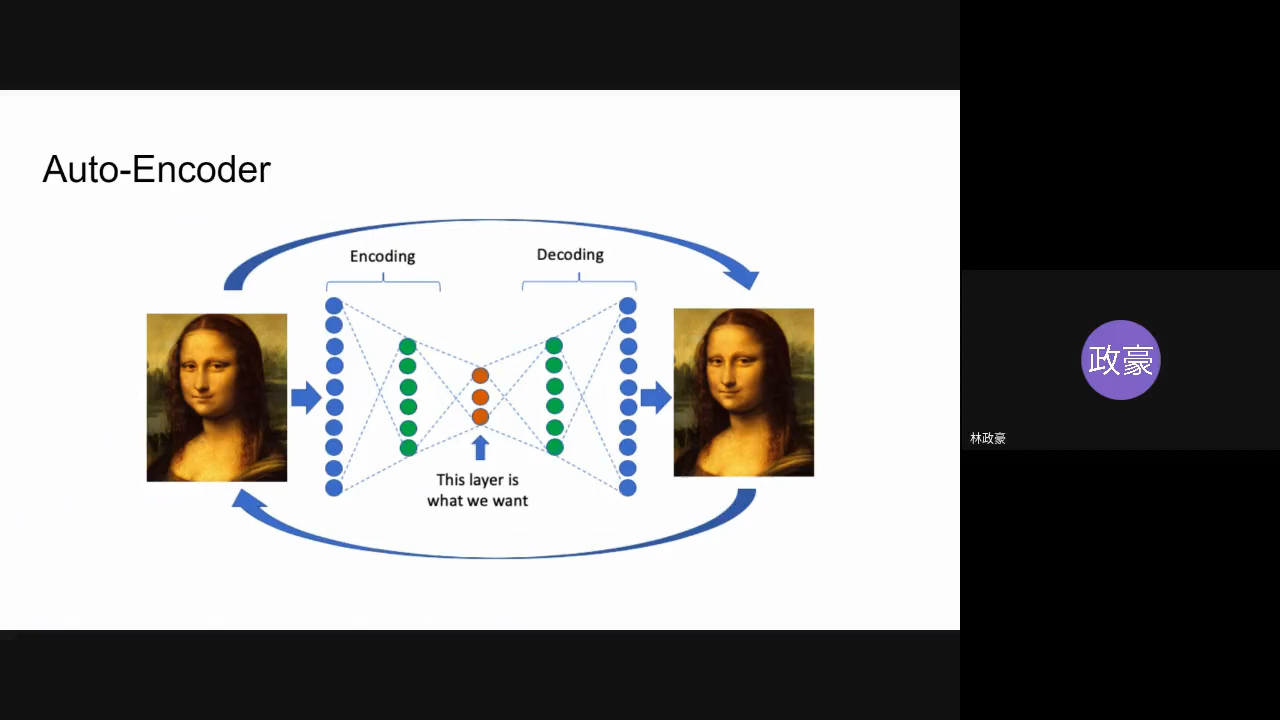 Auto-Encoder
Encoding
Decoding
This layer is
what we want
政豪
林政豪